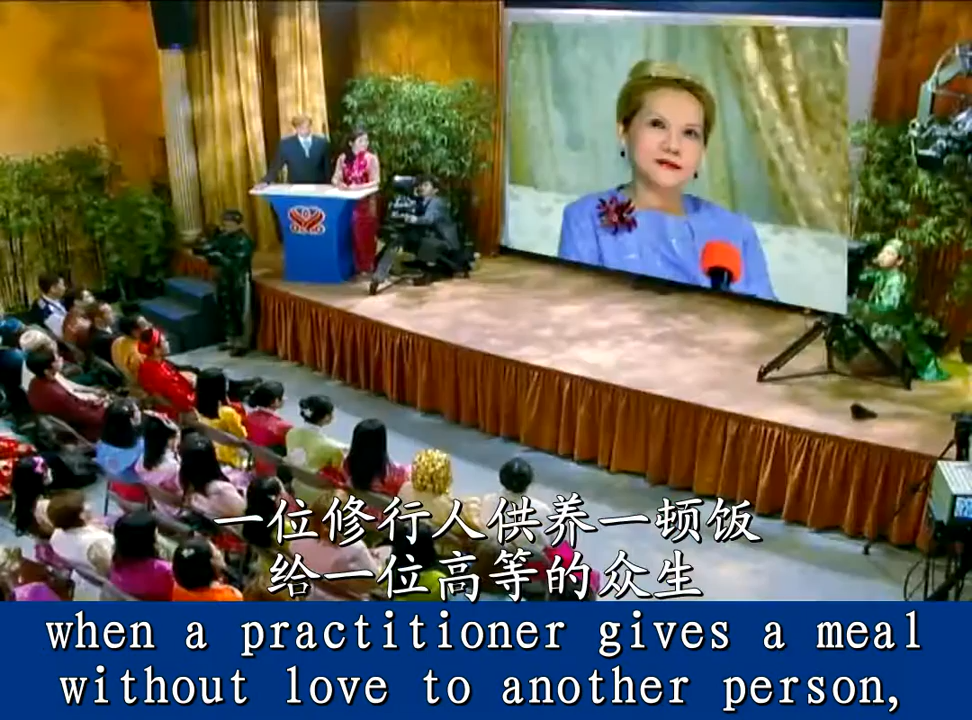 一位修行人供养一顿饭
给一位高等的众生
when a practitioner gives a meal
without love to another person,